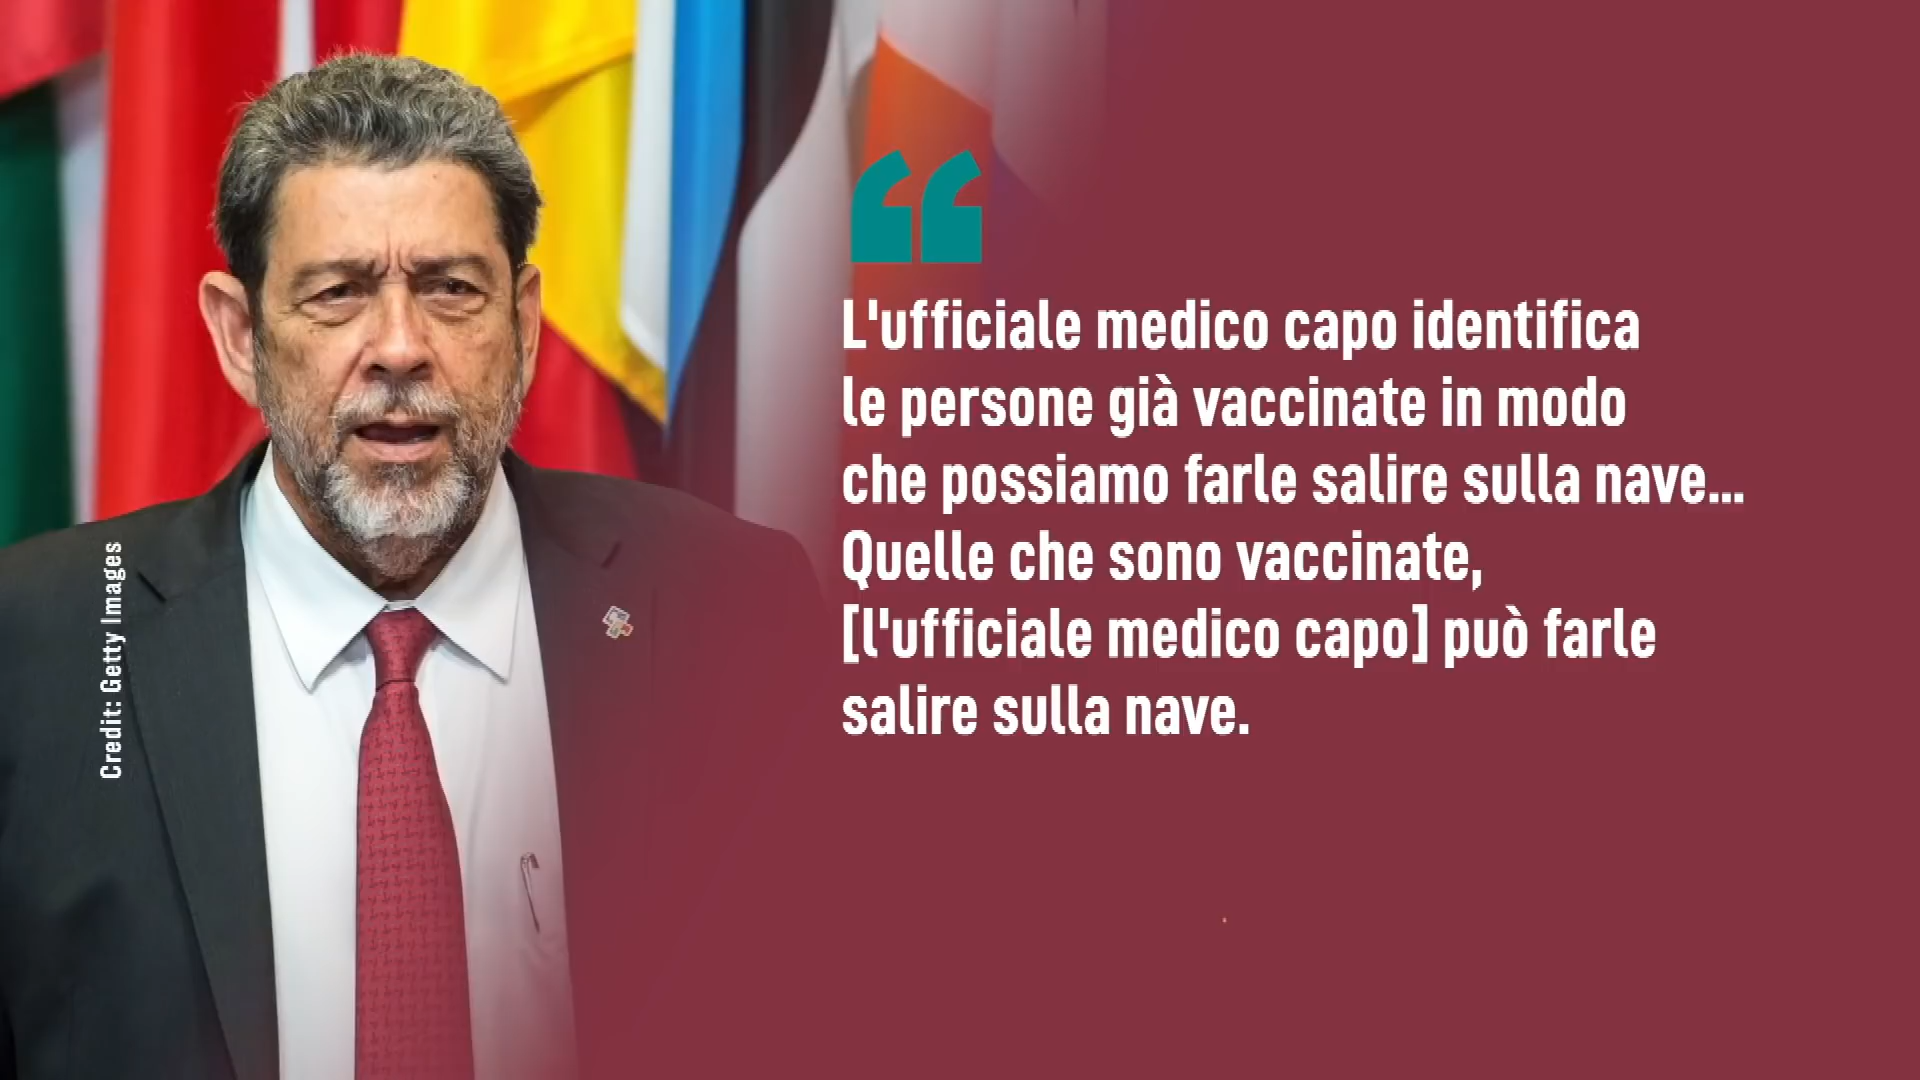 L'ufficiale medico capo identifica
le persone già vaccinate in modo
che possiamo farle salire sulla nave...
Quelle che sono vaccinate,
[l'ufficiale medico capo] può farle
salire sulla nave.
Credit: Getty Images